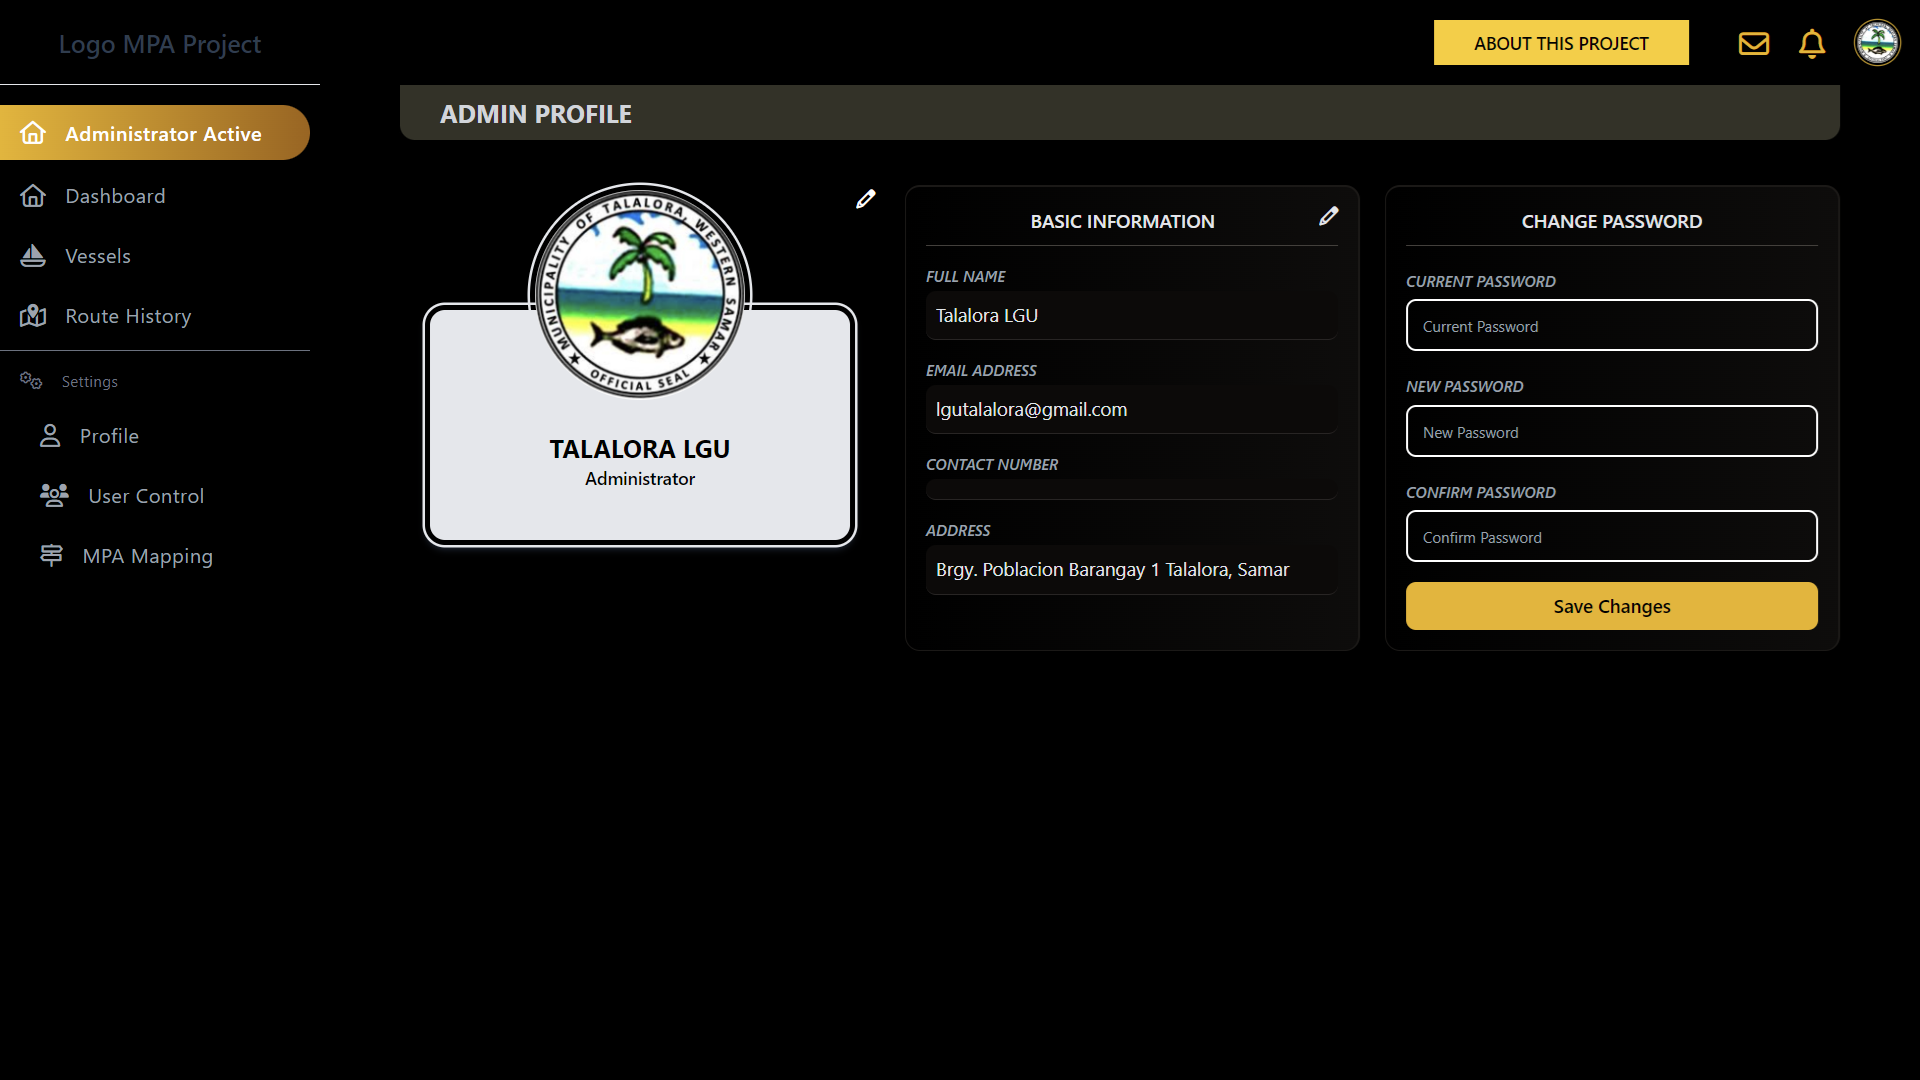 Logo MPA Project
ABOUT THIS PROJECT
Administrator Active
Dashboard
Vessels
Route History
Settings
Profile
User Control
MPA Mapping
ADMIN PROFILE
MUNICIPALITY OF TALALORA, WESTERN SAMAR
OFFICIAL SEAL
TALALORA LGU
Administrator
BASIC INFORMATION
FULL NAME
Talalora LGU
EMAIL ADDRESS
lgutalalora@gmail.com
CONTACT NUMBER
ADDRESS
Brgy. Poblacion Barangay 1 Talalora, Samar
CHANGE PASSWORD
CURRENT PASSWORD
Current Password
NEW PASSWORD
New Password
CONFIRM PASSWORD
Confirm Password
Save Changes